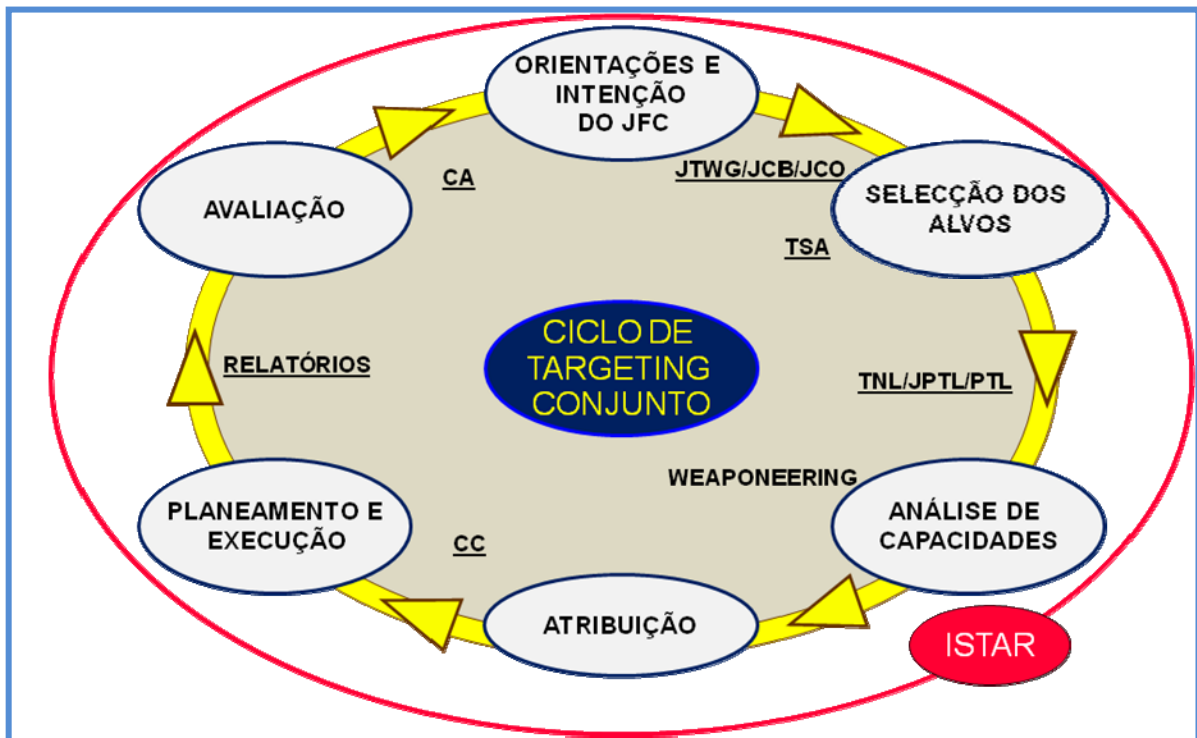 ORIENTAÇÕES E
INTENÇÃO
DO JFC
JTWG/JCB/JCO
SELECÇÃO DOS
ALVOS
TSA
TNL/JPTL/PTL
WEAPONEERING
ANÁLISE DE
CAPACIDADES
ISTAR
ATRIBUIÇÃO
CC
PLANEAMENTO E
EXECUÇÃO
RELATÓRIOS
AVALIAÇÃO
CA
CICLO DE
TARGETING
CONJUNTO